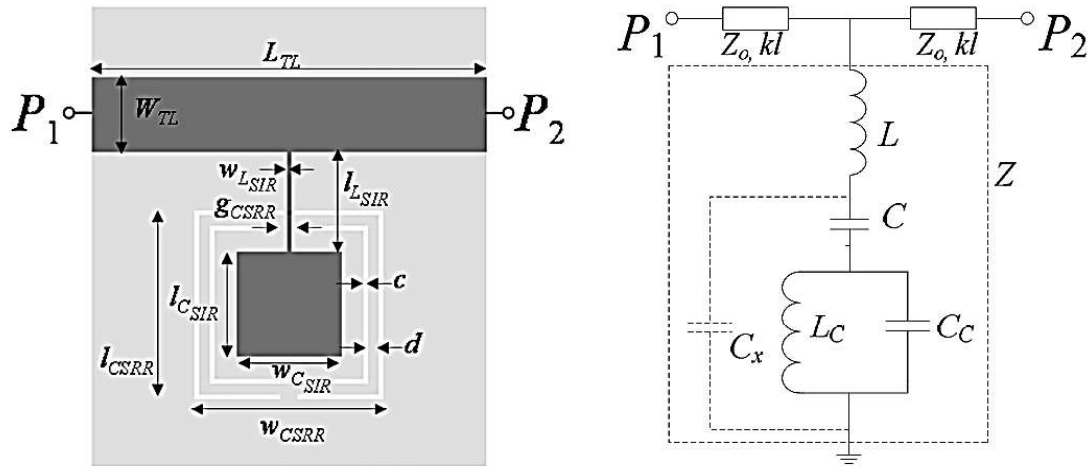 L_TL
W_TL
P_1
P_2
w_L_SIR
l_L_SIR
g_CSRR
c
l_C_SIR
d
l_CSRR
w_C_SIR
w_CSRR
P_1
Z_o, kl
Z_o, kl
P_2
L
Z
C
L_C
C_C
C_x